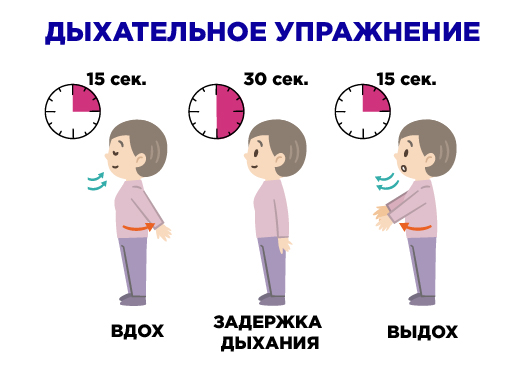 ДЫХАТЕЛЬНОЕ УПРАЖНЕНИЕ
15 сек.
30 сек.
15 сек.
ВДОХ
ЗАДЕРЖКА
ДЫХАНИЯ
ВЫДОХ